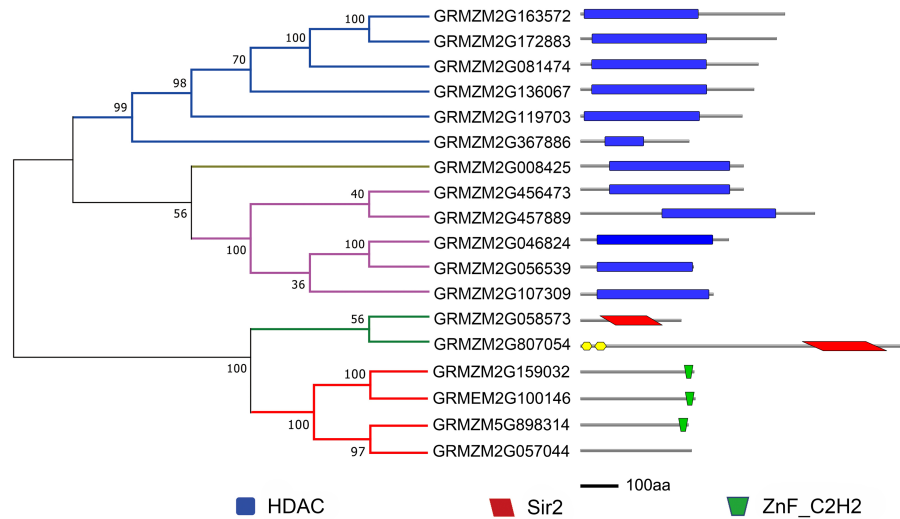 GRMZM2G163572
100
GRMZM2G172883
100
GRMZM2G081474
70
GRMZM2G136067
98
GRMZM2G119703
99
GRMZM2G367886
GRMZM2G008425
56
GRMZM2G456473
40
GRMZM2G457889
100
GRMZM2G046824
100
GRMZM2G056539
36
GRMZM2G107309
GRMZM2G058573
56
GRMZM2G807054
100
GRMZM2G159032
100
GRMEM2G100146
100
GRMZM5G898314
97
GRMZM2G057044
100aa
HDAC
Sir2
ZnF_C2H2